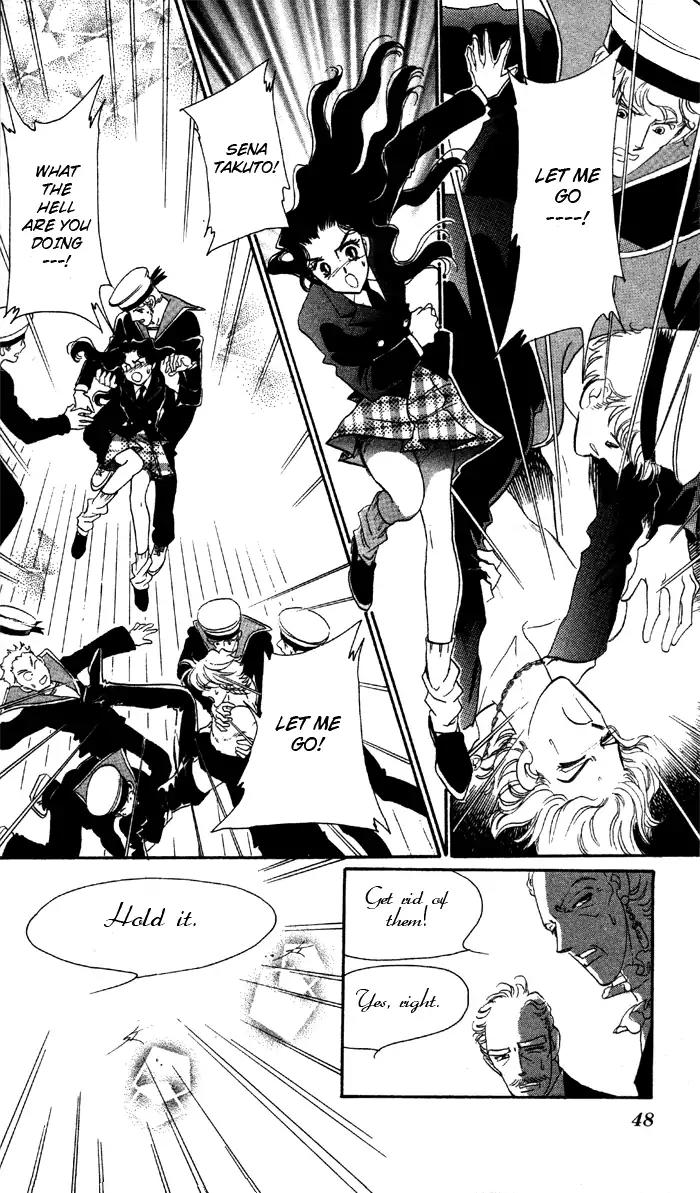 LET ME
GO
----!
SENA
TAKUTO!
WHAT
THE
HELL
ARE YOU
DOING
---!
LET ME
GO!
Get rid of
them!
Yes, right.
Hold it.
48